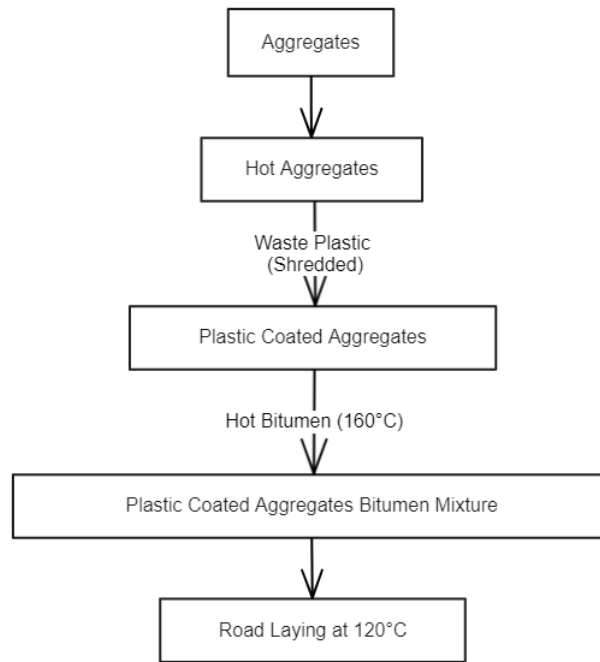 Aggregates
Hot Aggregates
Waste Plastic
(Shredded)
Plastic Coated Aggregates
Hot Bitumen (160°C)
Plastic Coated Aggregates Bitumen Mixture
Road Laying at 120°C